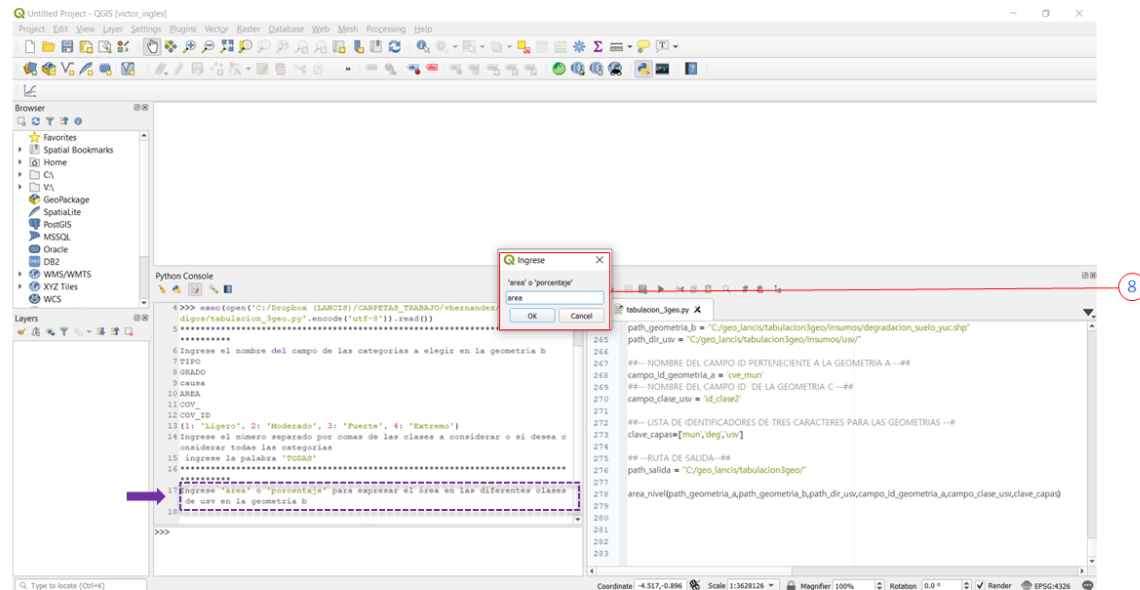 Untitled Project - QGIS [victor_ingles]
Project Edit View Layer Settings Plugins Vector Raster Database Web Mesh Processing Help
Browser
Favorites
Spatial Bookmarks
Home
C:\
V:\
GeoPackage
SpatiaLite
PostGIS
MSSQL
Oracle
DB2
WMS/WMTS
XYZ Tiles
WCS
Layers
Python Console
4 >>> exec(open('C:/Dropbox (LANCIS)/CARPETAS_TRABAJO/vhernandez/
digos/tabulacion_3geo.py'.encode('utf-8')).read())
5 ****************************************************************************
**********
6 Ingrese el nombre del campo de las categorias a elegir en la geometria b
7 TIPO
8 GRADO
9 causa
10 AREA
11 COV_
12 COV_ID
13 {1: 'Ligero', 2: 'Moderado', 3: 'Fuerte', 4: 'Extremo'}
14 Ingrese el número separado por comas de las clases a considerar o si desea c
onsiderar todas las categorias
15 ingrese la palabra 'TODAS'
16 ****************************************************************************
**********
17 Ingrese 'area' o 'porcentaje' para expresar el área en las diferentes clases
de usv en la geometria b
18
>>>
Ingrese
'area' o 'porcentaje'
area
OK Cancel
8
tabulacion_3geo.py
path_geometria_b = "C:/geo_lancis/tabulacion3geo/insumos/degradacion_suelo_yuc.shp"
265 path_dir_usv = "C:/geo_lancis/tabulacion3geo/insumos/usv/"
266
267 ##-- NOMBRE DEL CAMPO ID PERTENECIENTE A LA GEOMETRIA A --##
268 campo_id_geometria_a = 'cve_mun'
269 ##-- NOMBRE DEL CAMPO ID -DE LA GEOMETRIA C --##
270 campo_clase_usv = 'id_clase2'
271
272 ##-- LISTA DE IDENTIFICADORES DE TRES CARACTERES PARA LAS GEOMETRIAS --#
273 clave_capas=['mun','deg','usv']
274
275 ## --RUTA DE SALIDA--##
276 path_salida = "C:/geo_lancis/tabulacion3geo/"
277
278 area_nivel(path_geometria_a,path_geometria_b,path_dir_usv,campo_id_geometria_a,campo_clase_usv,clave_capas)
279
280
281
282
283
Type to locate (Ctrl+K)
Coordinate -4.517,-0.896 Scale 1:3628126 Magnifier 100% Rotation 0.0 ° Render EPSG:4326